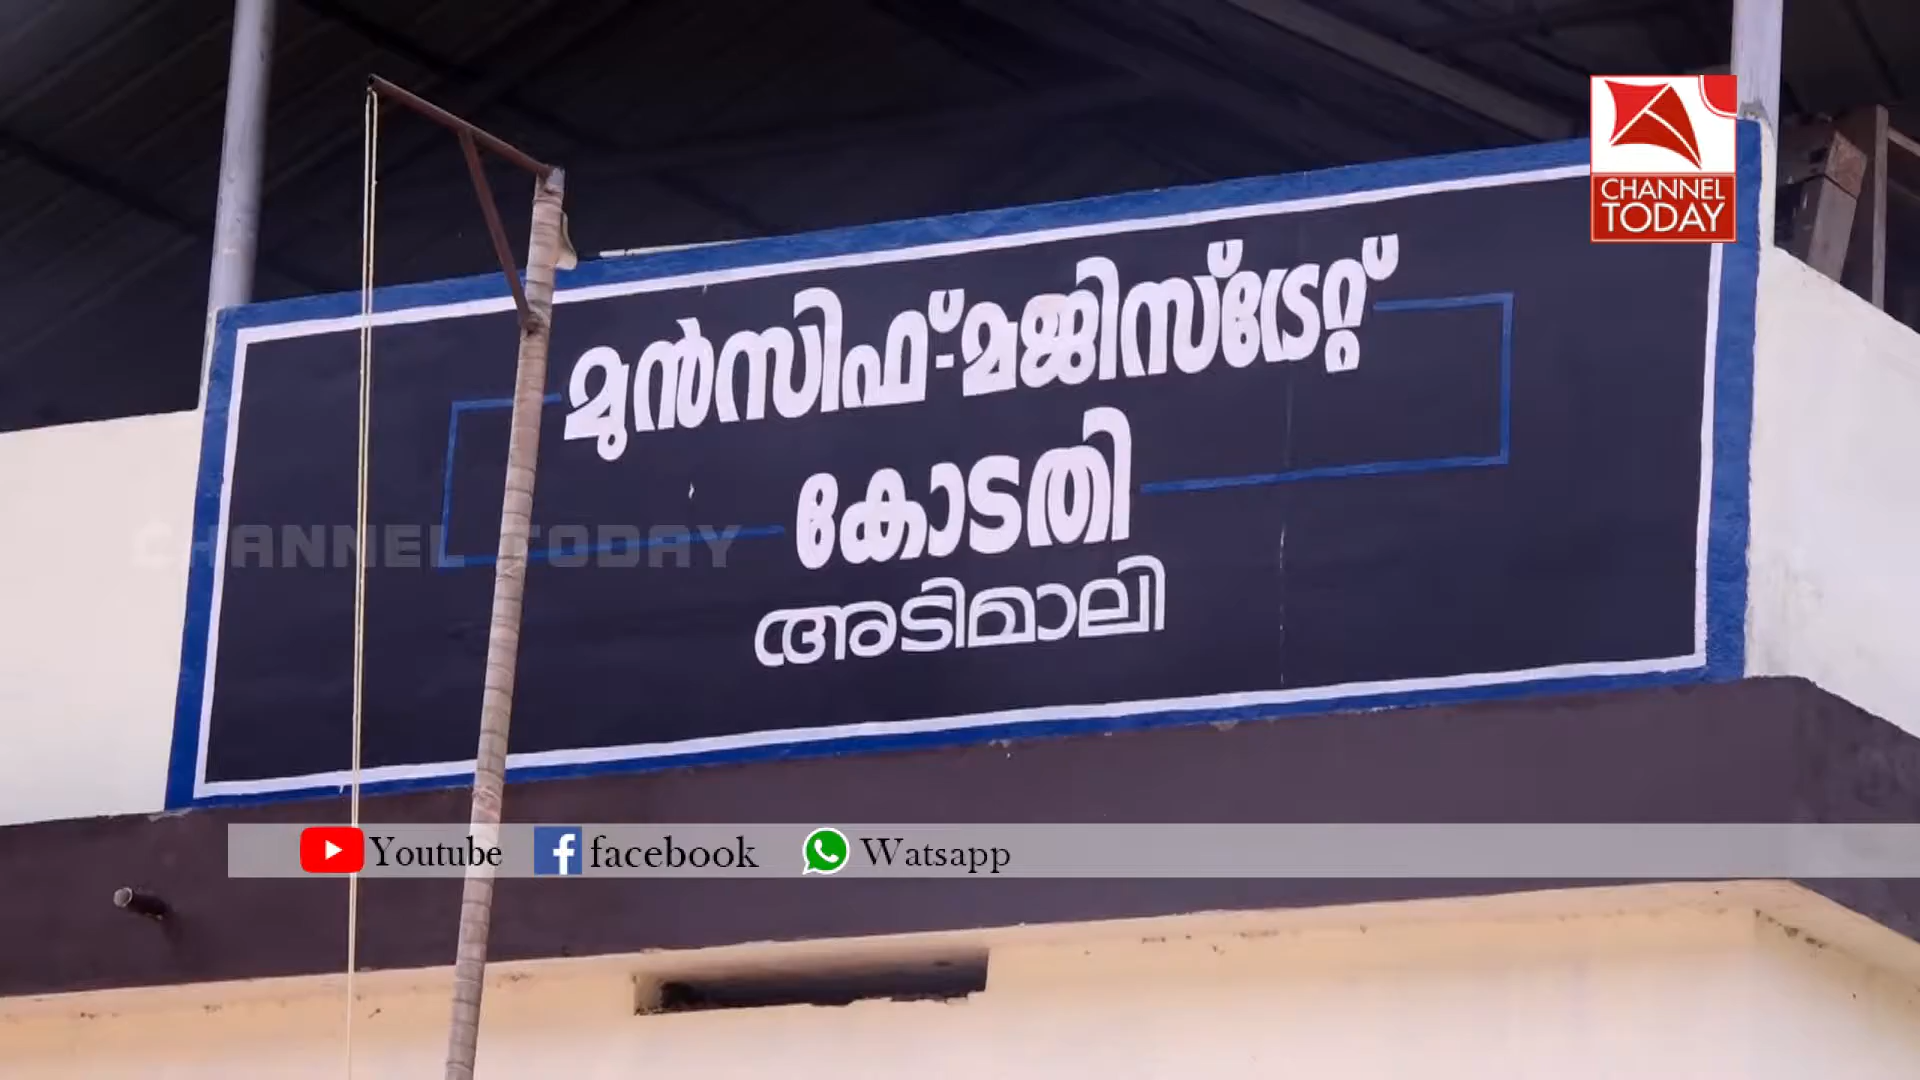 CHANNEL
TODAY
മുൻസിഫ്-മജിസ്ട്രേറ്റ്
കോടതി
അടിമാലി
CHANNEL TODAY
Youtube facebook Watsapp